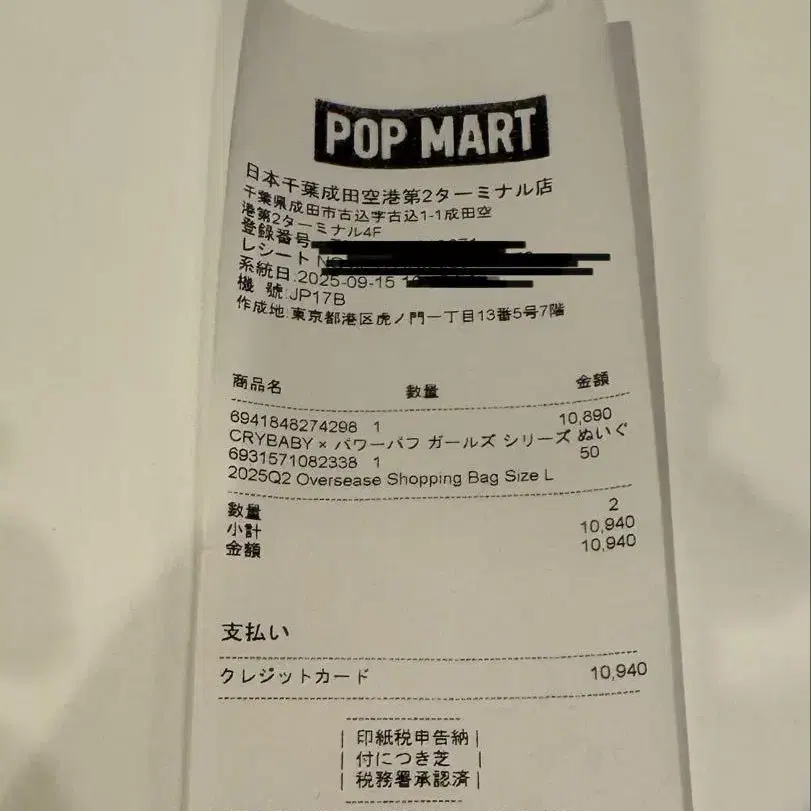 POP MART
日本千葉成田空港第2ターミナル店
千葉県成田市古込字古込1-1成田空
港第2ターミナル4F
登録番号
レシート
系統日:2025-09-15
機 號:JP17B
作成地:東京都港区虎ノ門一丁目13番5号7階
商品名 數量 金額
6941848274298 1 10,890
CRYBABY × パワーパフ ガールズ シリーズ ぬいぐ
6931571082338 1 50
2025Q2 Oversease Shopping Bag Size L
數量 2
小計 10,940
金額 10,940
支払い
クレジットカード 10,940
印紙税申告納
付につき芝
税務署承認済